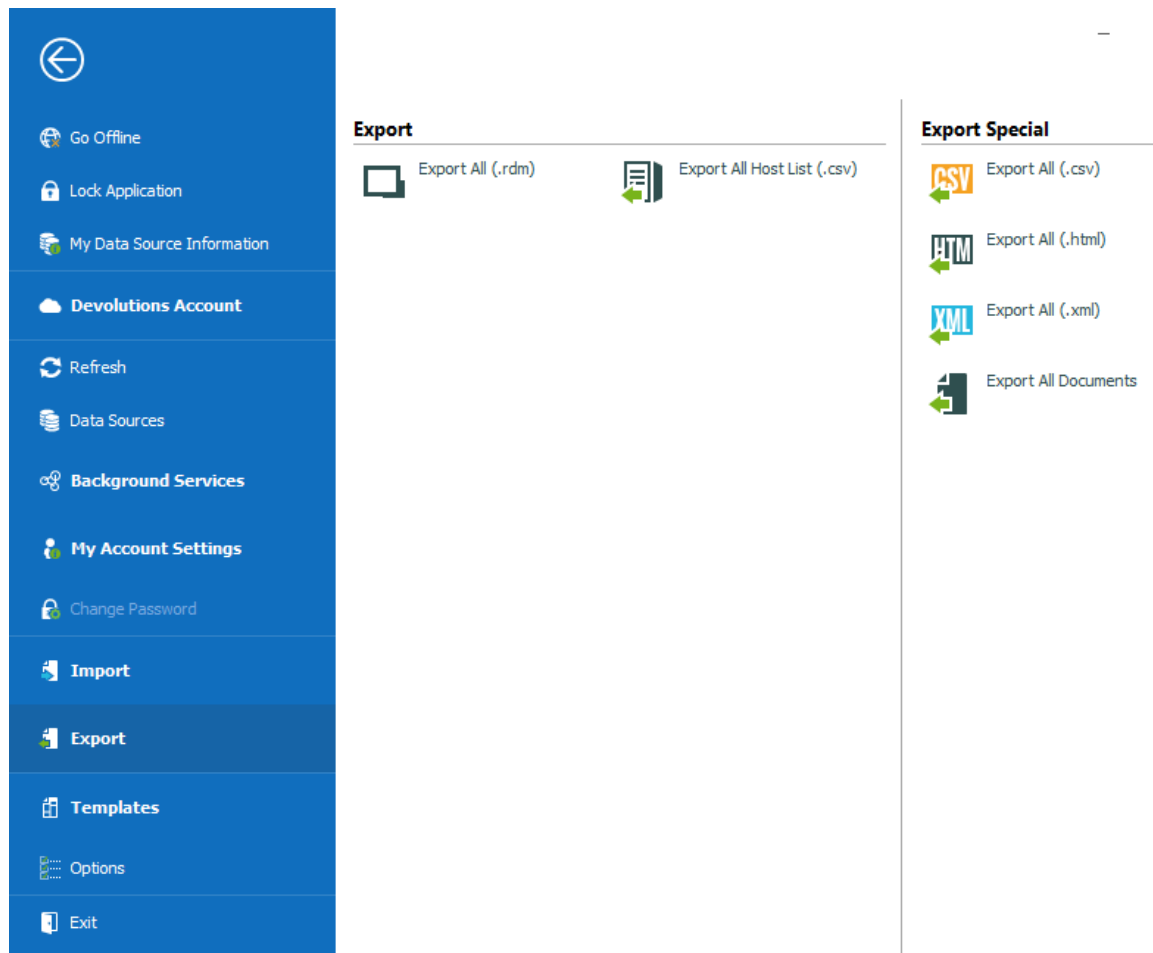 Go Offline
Lock Application
My Data Source Information
Devolutions Account
Refresh
Data Sources
Background Services
My Account Settings
Change Password
Import
Export
Templates
Options
Exit
Export
Export All (.rdm)
Export All Host List (.csv)
Export Special
CSV
Export All (.csv)
HTM
Export All (.html)
XML
Export All (.xml)
Export All Documents